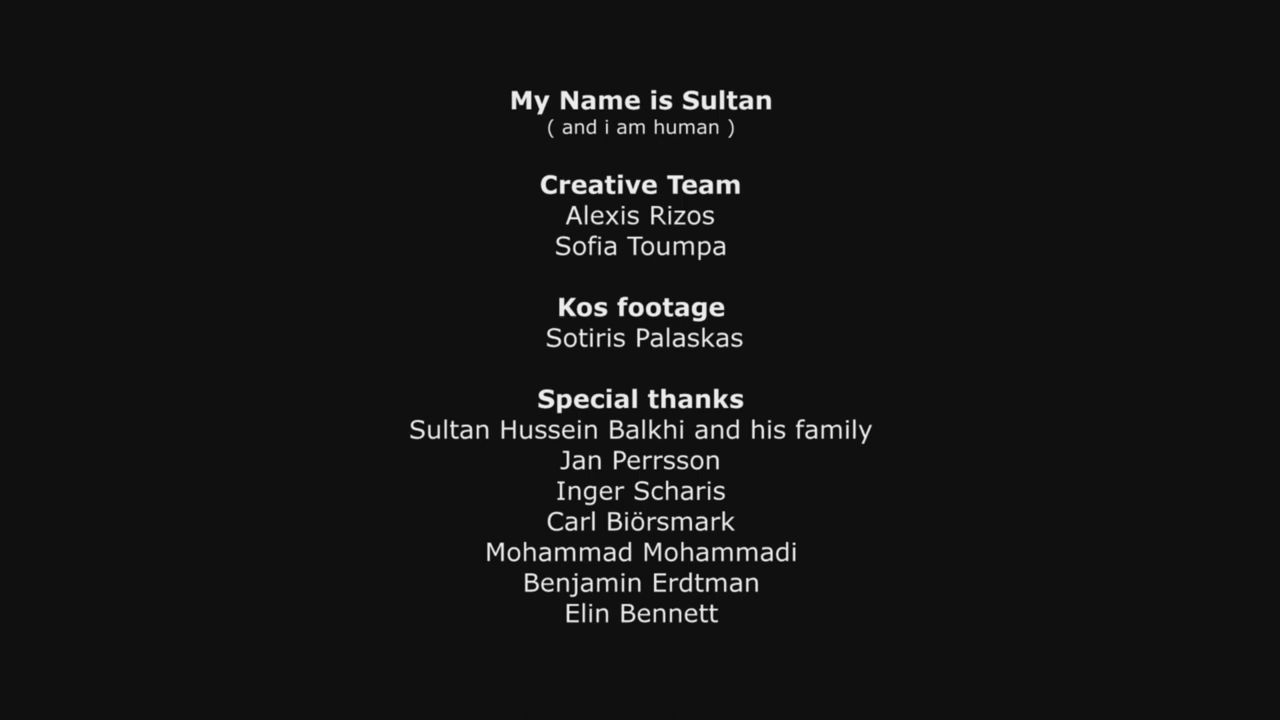 My Name is Sultan
( and i am human )
Creative Team
Alexis Rizos
Sofia Toumpa
Kos footage
Sotiris Palaskas
Special thanks
Sultan Hussein Balkhi and his family
Jan Perrsson
Inger Scharis
Carl Biörsmark
Mohammad Mohammadi
Benjamin Erdtman
Elin Bennett